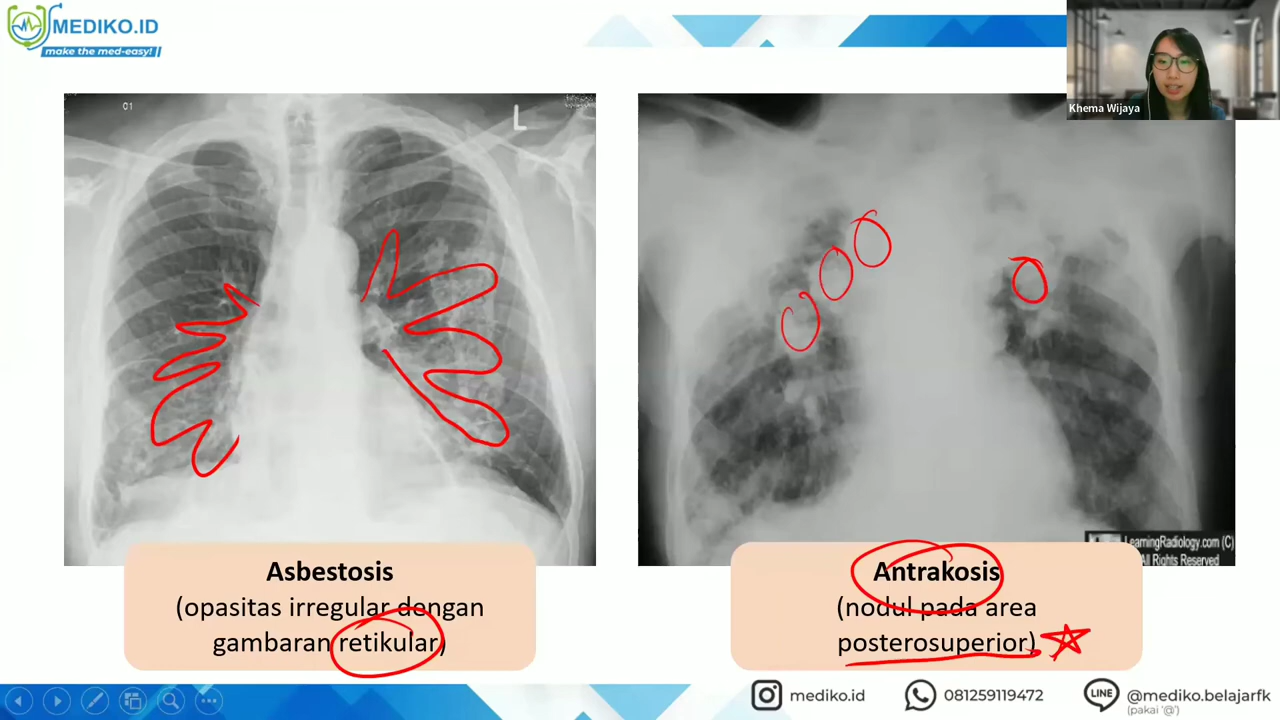 MEDIKO.ID
make the med-easy!
Khema Wijaya
01
L
LearningRadiology.com (C)
All Rights Reserved
Asbestosis
(opasitas irregular dengan
gambaran retikular)
Antrakosis
(nodul pada area
posterosuperior)
mediko.id
081259119472
LINE
@mediko.belajarfk
(pakai '@')